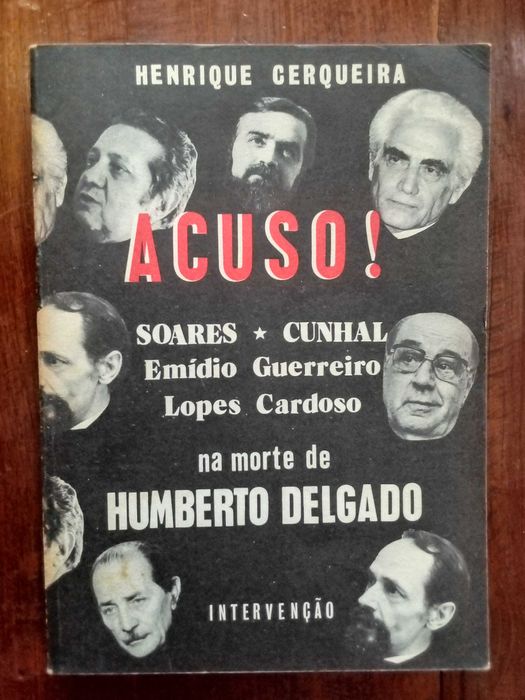 HENRIQUE CERQUEIRA
ACUSO!
SOARES ★ CUNHAL
Emídio Guerreiro
Lopes Cardoso
na morte de
HUMBERTO DELGADO
INTERVENÇÃO